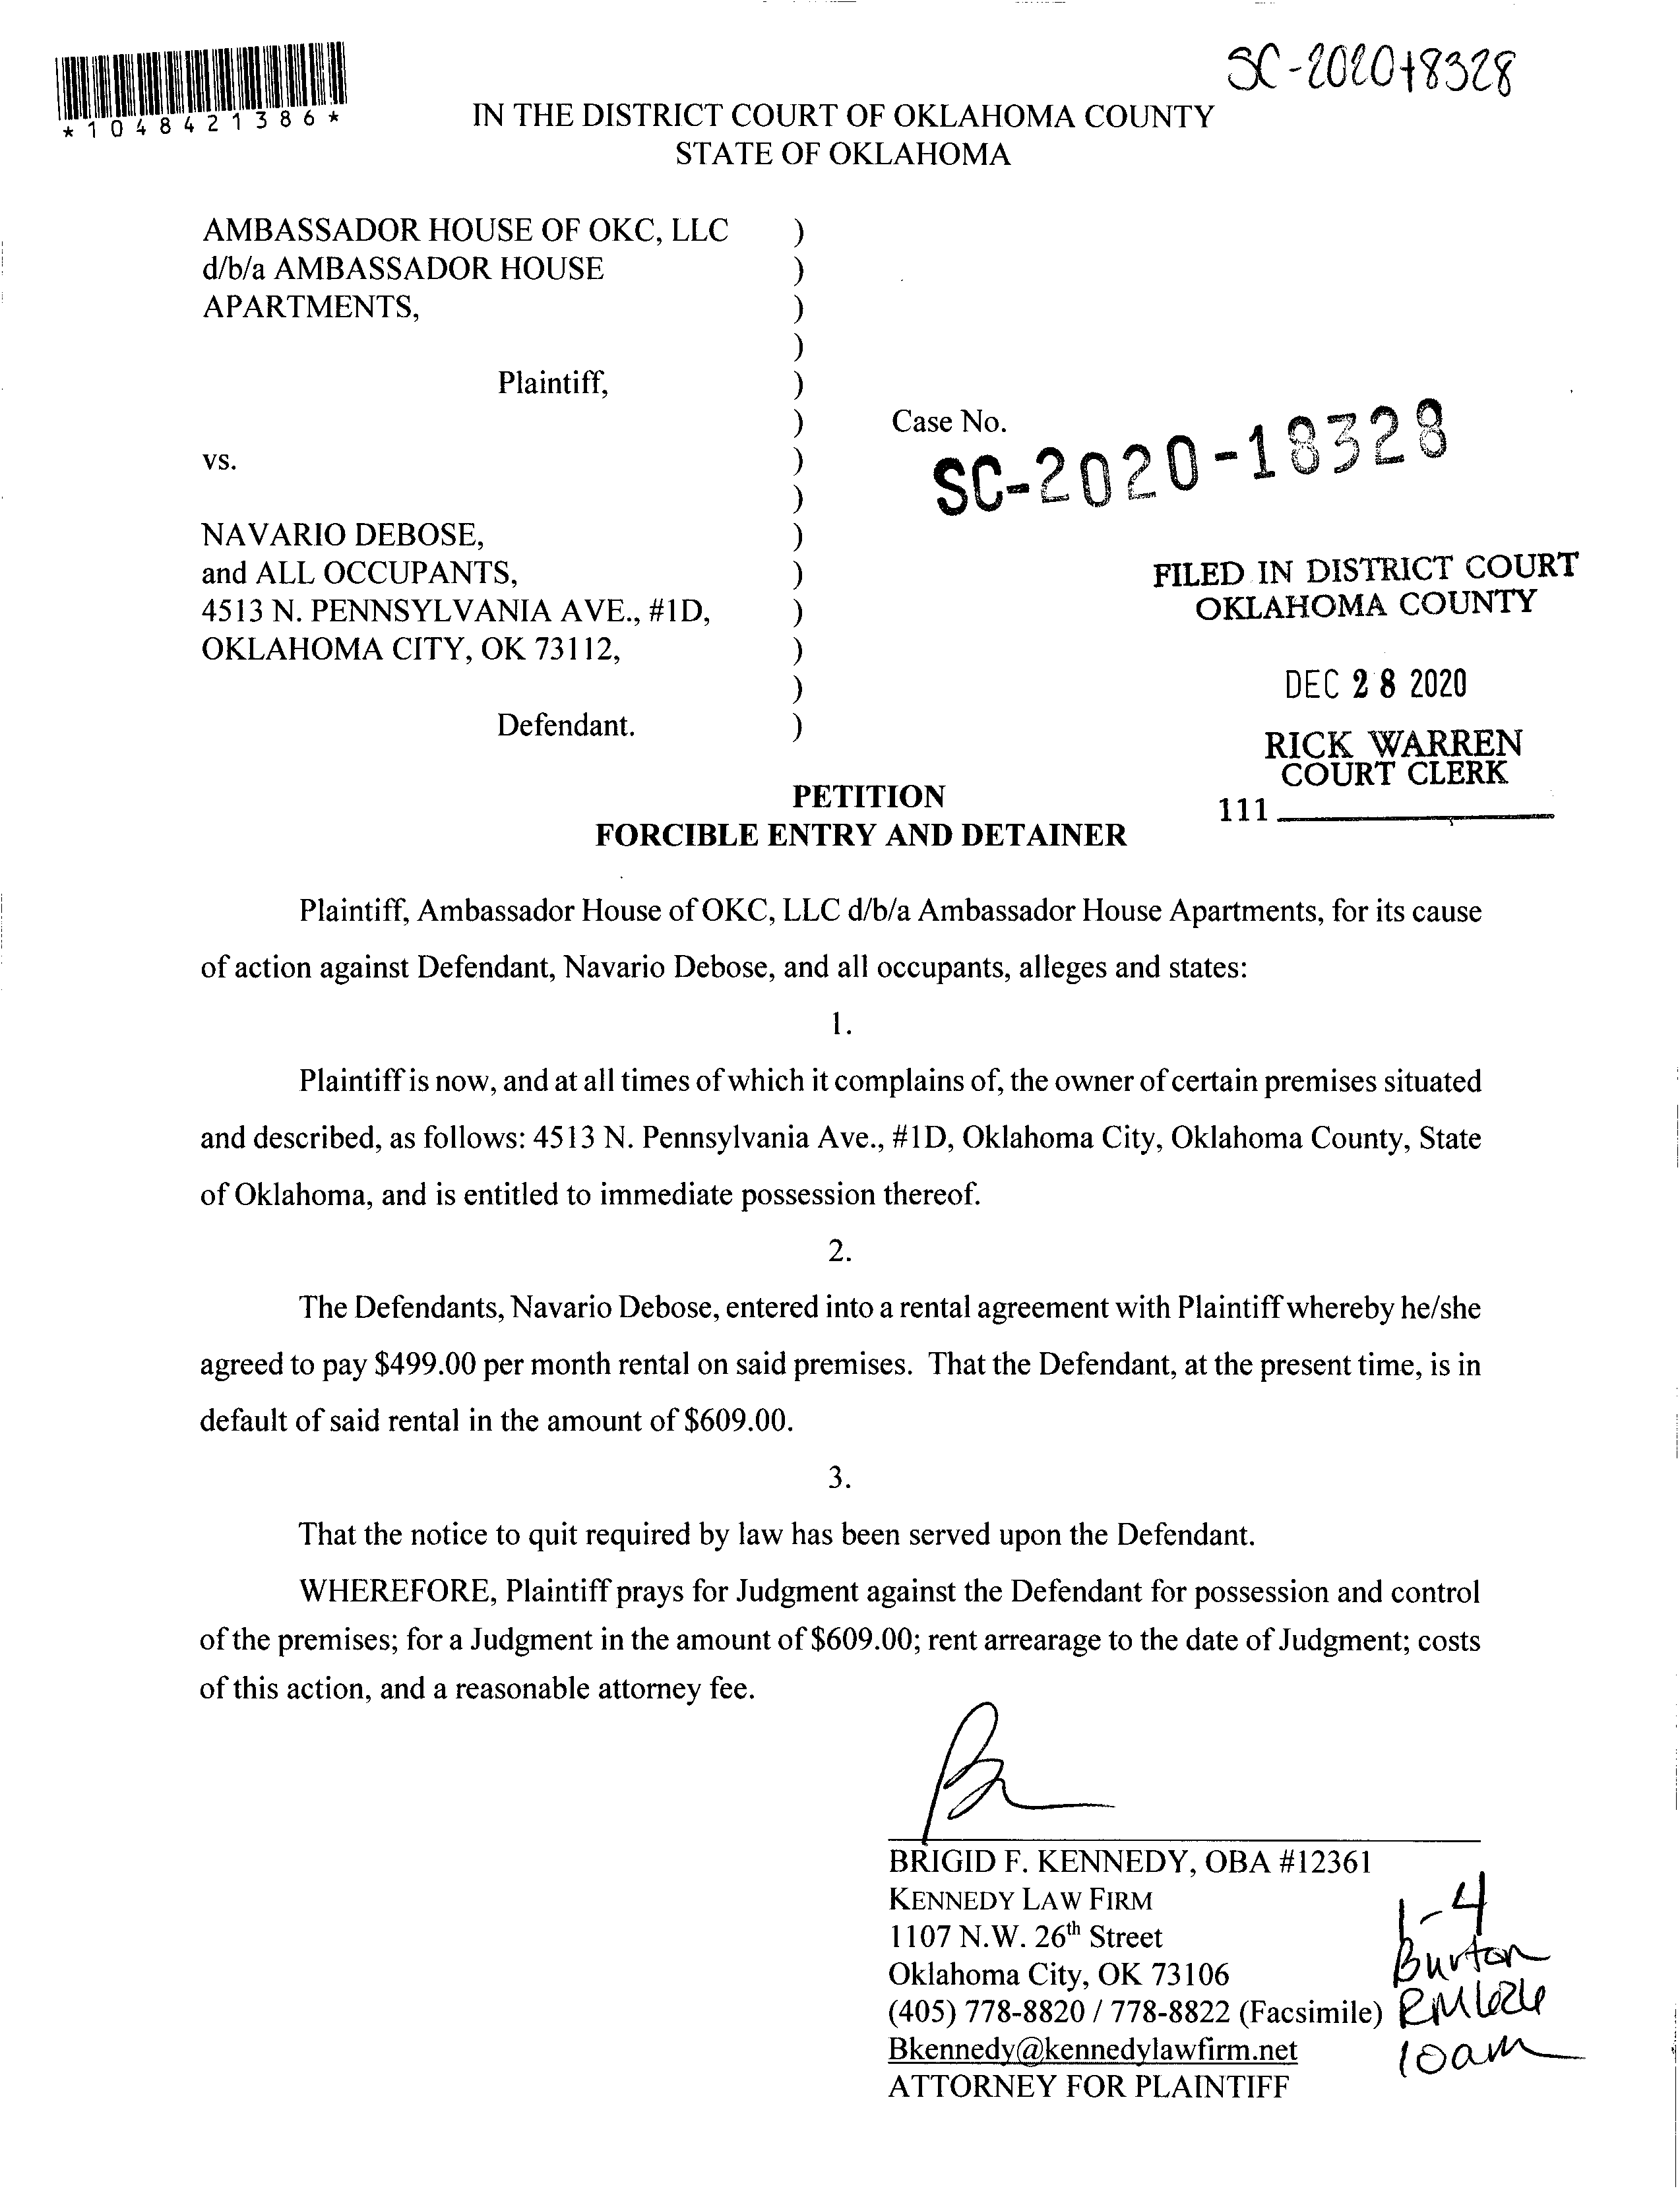 SC-2020-18328
*1048421386*
IN THE DISTRICT COURT OF OKLAHOMA COUNTY
STATE OF OKLAHOMA
AMBASSADOR HOUSE OF OKC, LLC )
d/b/a AMBASSADOR HOUSE )
APARTMENTS, )
)
Plaintiff, )
) Case No.
vs. )
SC-2020-18328
)
NAVARIO DEBOSE, )
and ALL OCCUPANTS, )
4513 N. PENNSYLVANIA AVE., #1D, )
OKLAHOMA CITY, OK 73112, )
)
Defendant. )
FILED IN DISTRICT COURT
OKLAHOMA COUNTY
DEC 28 2020
RICK WARREN
COURT CLERK
111
PETITION
FORCIBLE ENTRY AND DETAINER
Plaintiff, Ambassador House of OKC, LLC d/b/a Ambassador House Apartments, for its cause
of action against Defendant, Navario Debose, and all occupants, alleges and states:
1.
Plaintiff is now, and at all times of which it complains of, the owner of certain premises situated
and described, as follows: 4513 N. Pennsylvania Ave., #1D, Oklahoma City, Oklahoma County, State
of Oklahoma, and is entitled to immediate possession thereof.
2.
The Defendants, Navario Debose, entered into a rental agreement with Plaintiff whereby he/she
agreed to pay $499.00 per month rental on said premises. That the Defendant, at the present time, is in
default of said rental in the amount of $609.00.
3.
That the notice to quit required by law has been served upon the Defendant.
WHEREFORE, Plaintiff prays for Judgment against the Defendant for possession and control
of the premises; for a Judgment in the amount of $609.00; rent arrearage to the date of Judgment; costs
of this action, and a reasonable attorney fee.
BRIGID F. KENNEDY, OBA #12361
KENNEDY LAW FIRM
1107 N.W. 26th Street
Oklahoma City, OK 73106
(405) 778-8820 / 778-8822 (Facsimile)
Bkennedy@kennedylawfirm.net
ATTORNEY FOR PLAINTIFF
1-4
Burton
10am